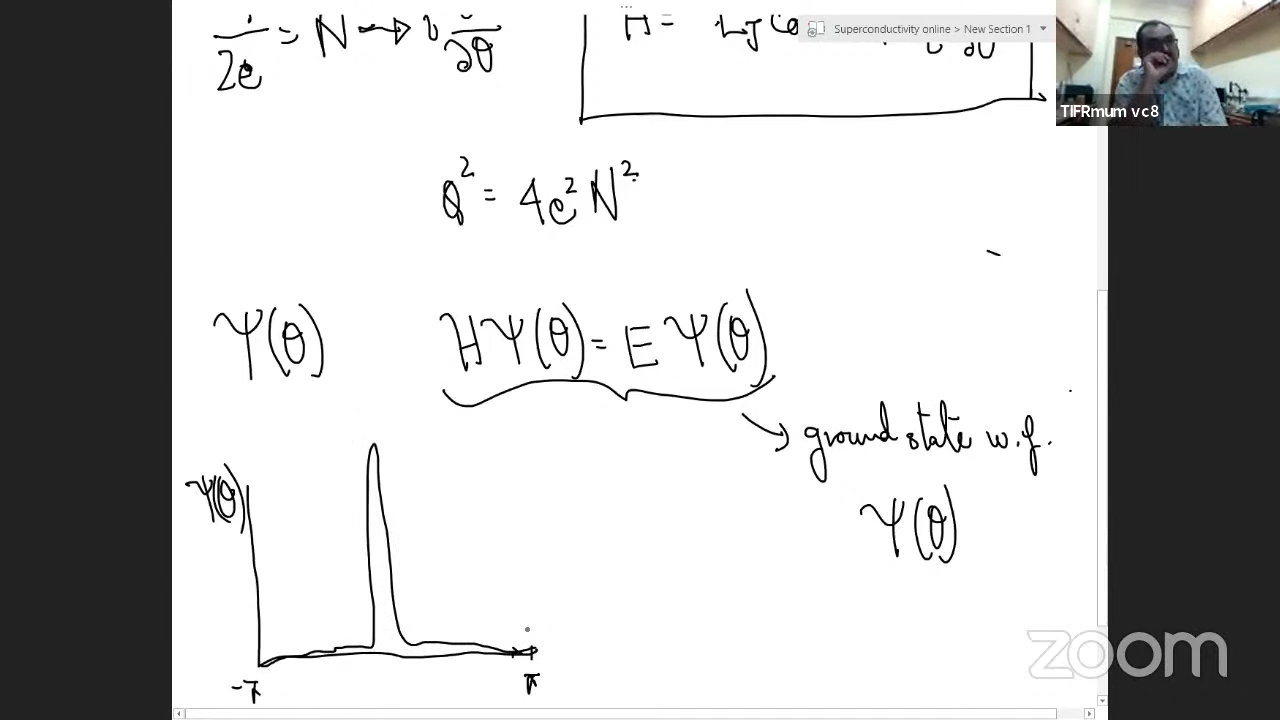 Superconductivity online > New Section 1
TIFRmum vc8
2e = N → i ∂θ
H =
Q² = 4e²N²
Ψ(θ)
HΨ(θ) = EΨ(θ)
ground state w.f.
Ψ(θ)
Ψ(θ)
-π
π
zoom